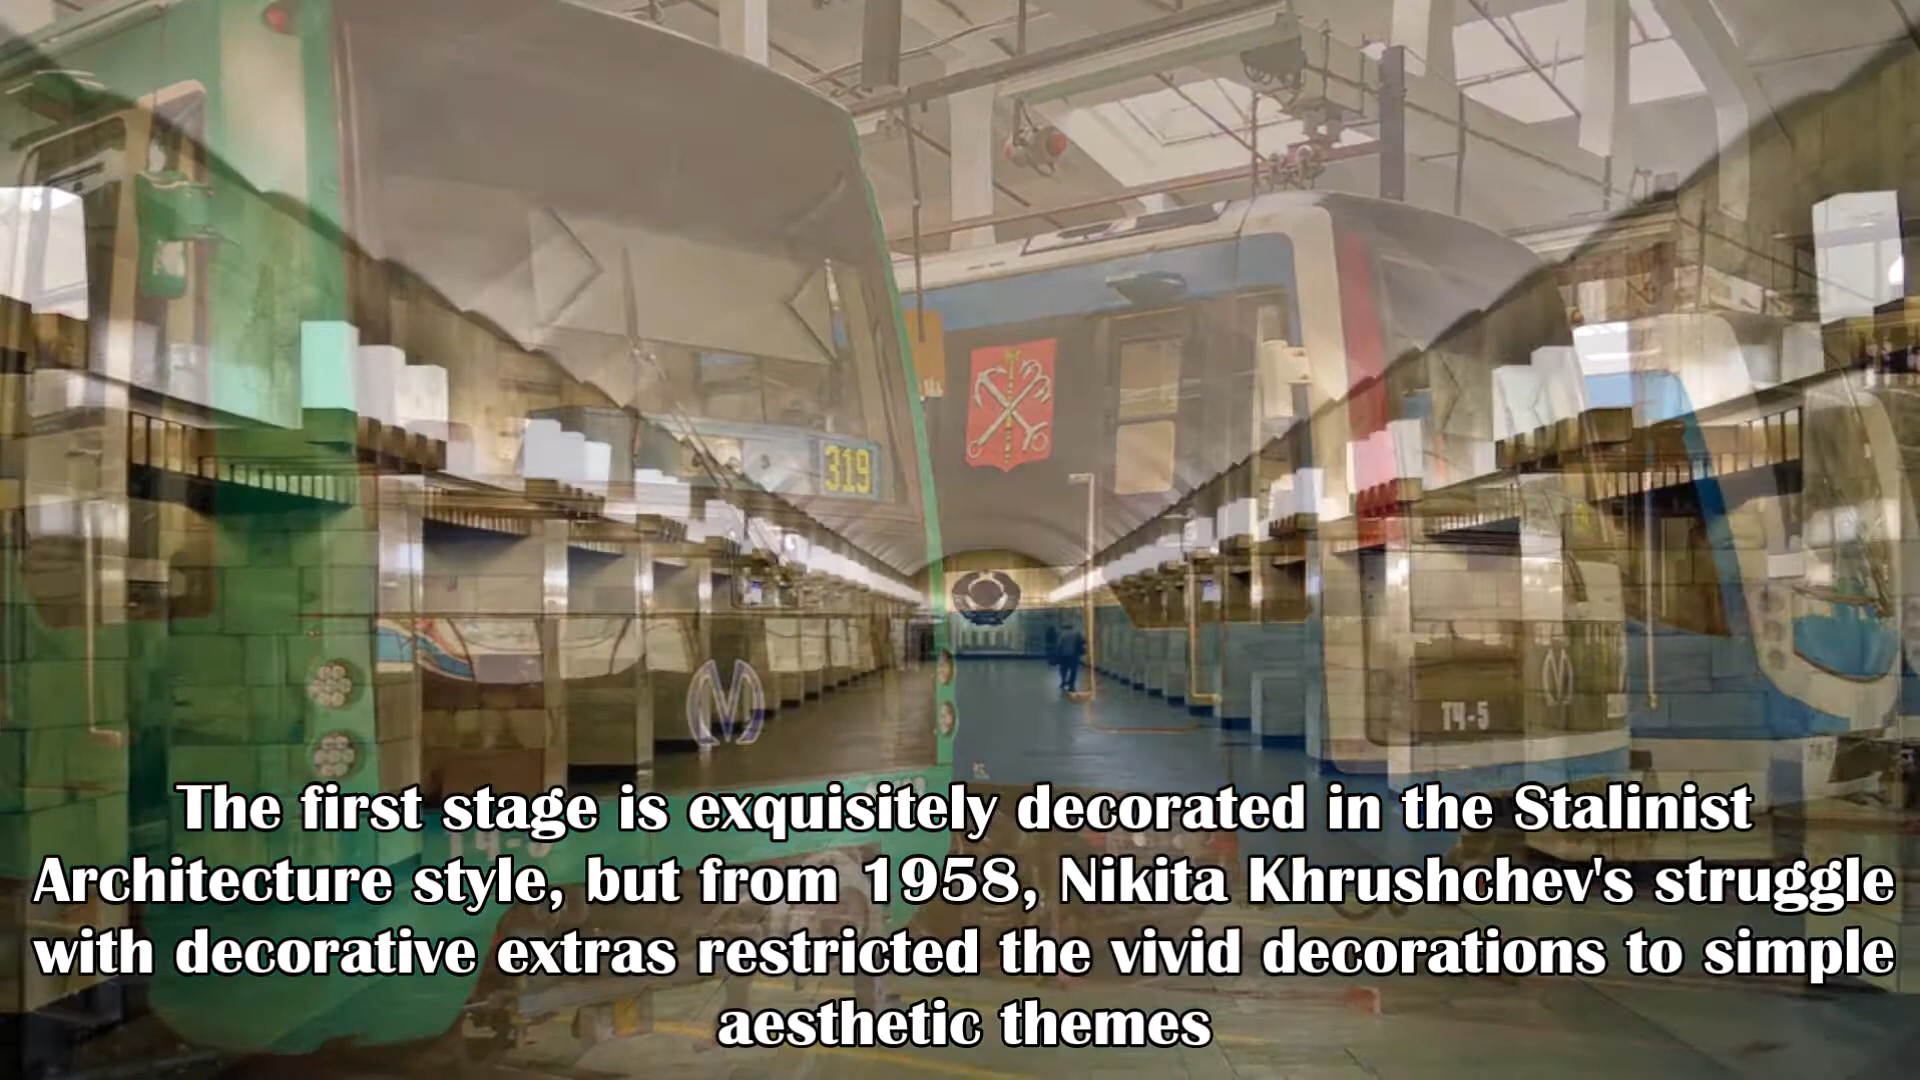 319
M
ТЧ-5
The first stage is exquisitely decorated in the Stalinist
Architecture style, but from 1958, Nikita Khrushchev's struggle
with decorative extras restricted the vivid decorations to simple
aesthetic themes